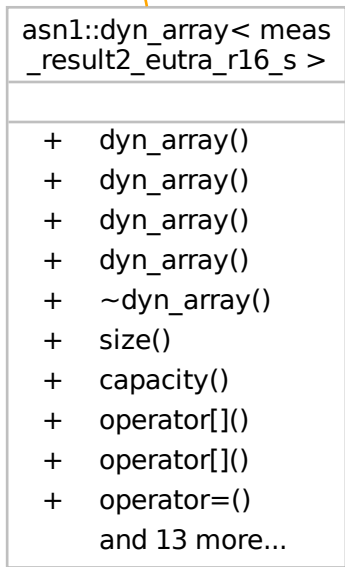 asn1::dyn_array< meas
_result2_eutra_r16_s >
+ dyn_array()
+ dyn_array()
+ dyn_array()
+ dyn_array()
+ ~dyn_array()
+ size()
+ capacity()
+ operator[]()
+ operator[]()
+ operator=()
and 13 more...